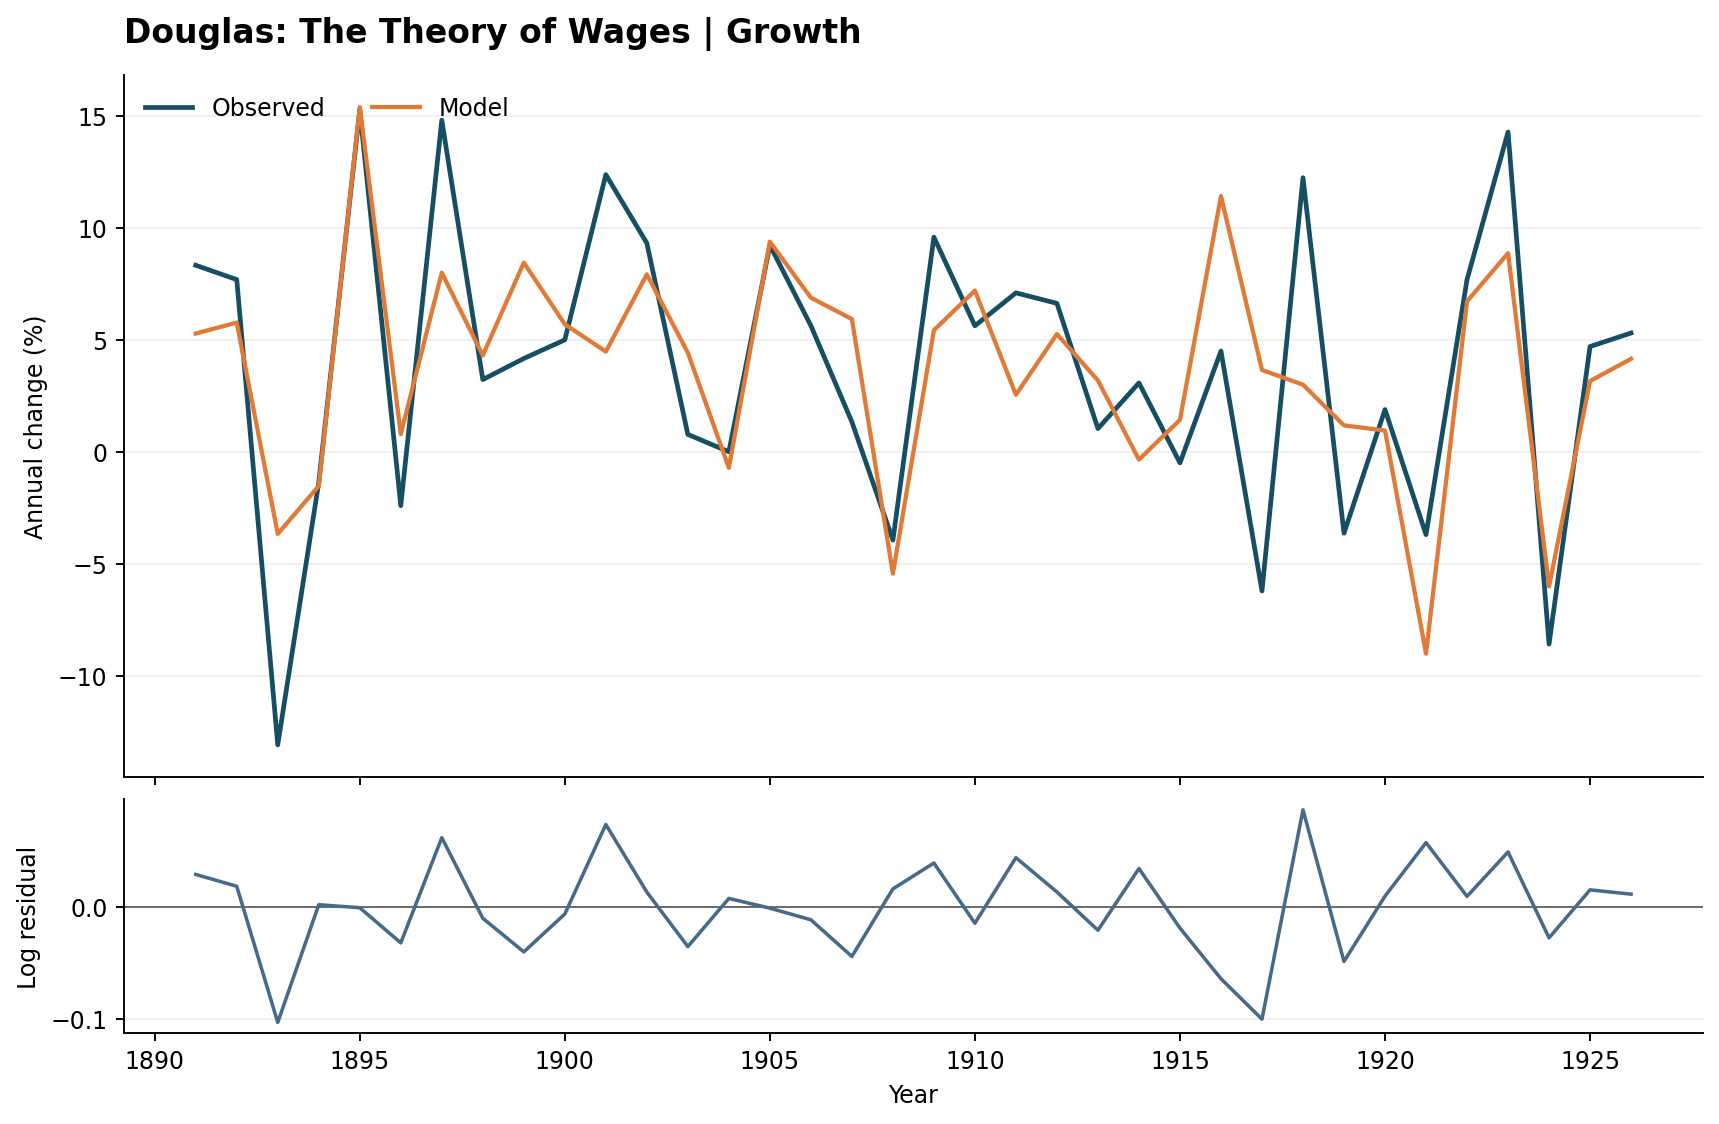 Douglas: The Theory of Wages | Growth
Observed
Model
Annual change (%)
15
10
5
0
−5
−10
Log residual
0.0
−0.1
1890
1895
1900
1905
1910
1915
1920
1925
Year